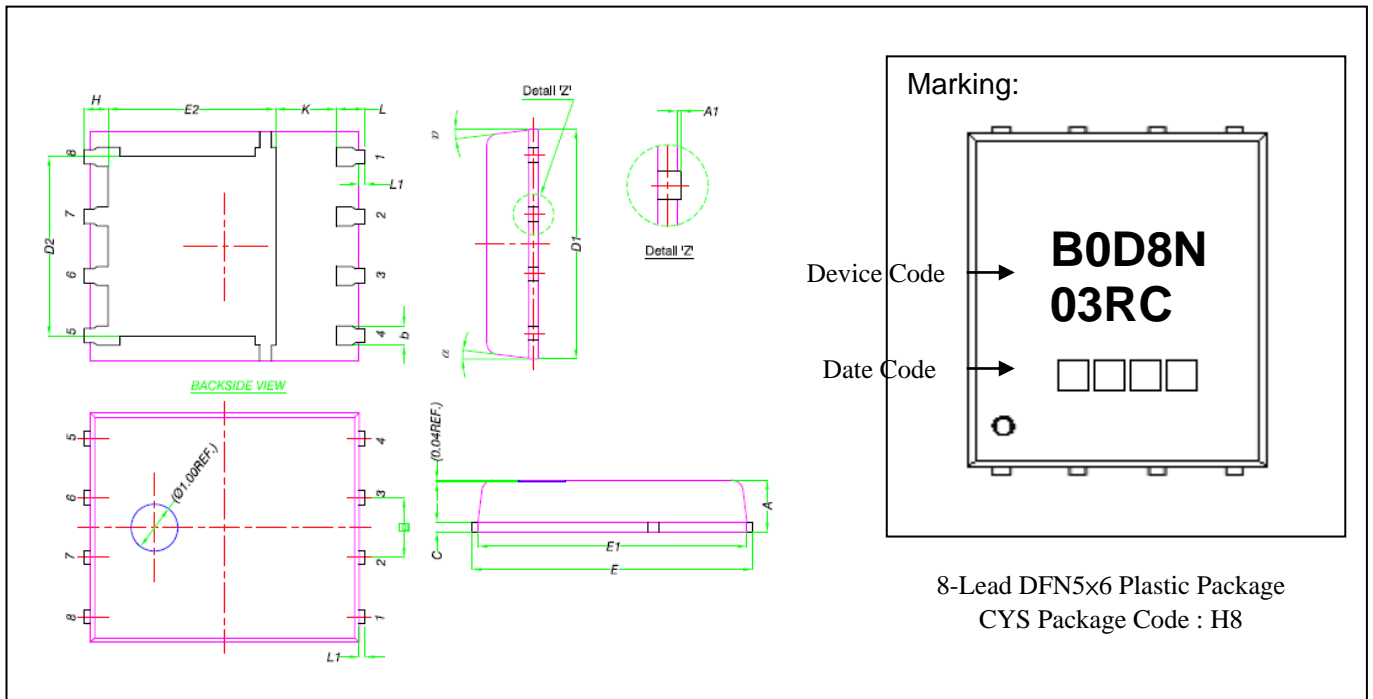 H
E2
K
L
8
1
L1
7
2
D2
6
3
5
4
b
BACKSIDE VIEW
Detail 'Z'
α
D1
α
A1
Detail 'Z'
5
4
(Ø1.00REF.)
6
3
7
2
8
1
L1
(0.04REF.)
A
C
E1
E
Marking:
B0D8N
Device Code
03RC
Date Code
8-Lead DFN5×6 Plastic Package
CYS Package Code : H8